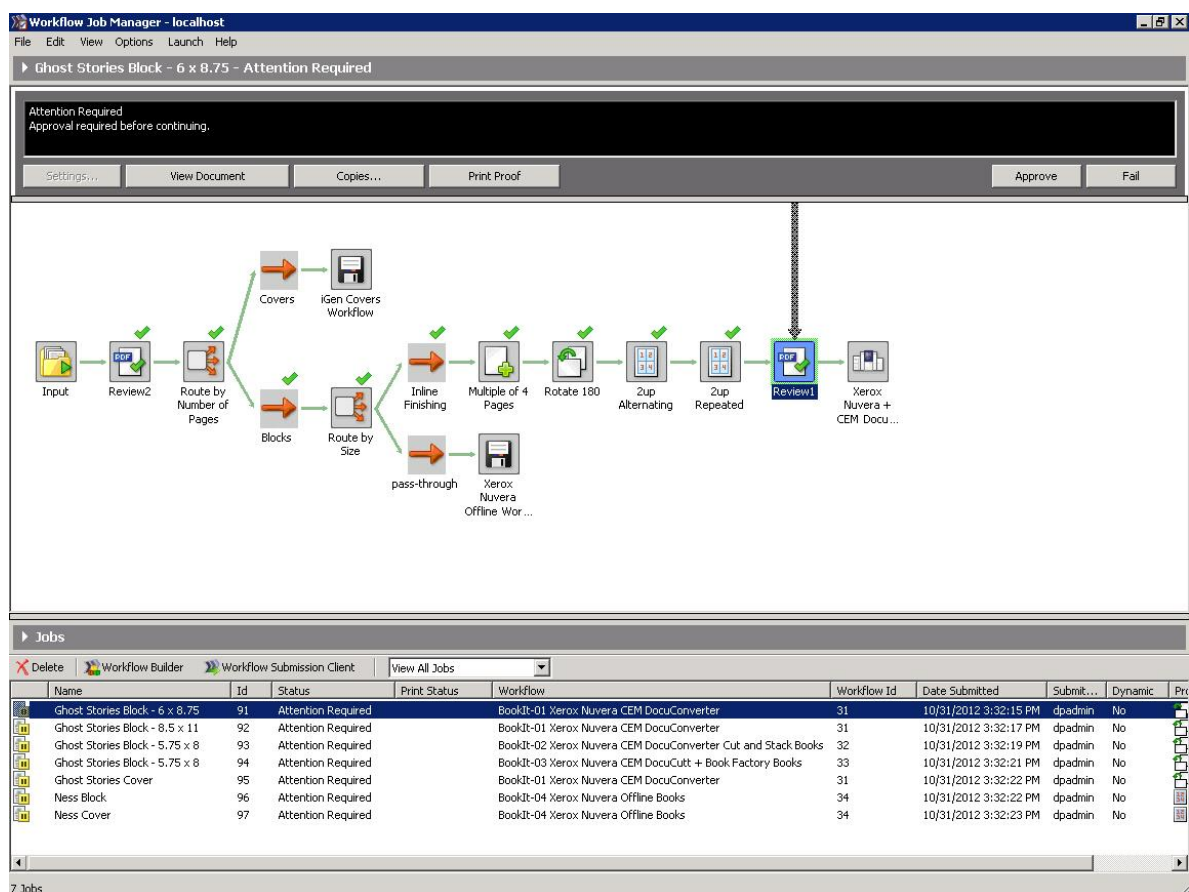 Workflow Job Manager - localhost
File Edit View Options Launch Help
Ghost Stories Block - 6 x 8.75 - Attention Required
Attention Required
Approval required before continuing.
Settings... View Document Copies... Print Proof Approve Fail
Covers
iGen Covers
Workflow
Input
Review2
Route by
Number of
Pages
Blocks
Route by
Size
Inline
Finishing
Multiple of 4
Pages
Rotate 180
2up
Alternating
2up
Repeated
Review1
Xerox
Nuvera +
CEM Docu...
pass-through
Xerox
Nuvera
Offline Wor...
Jobs
Delete Workflow Builder Workflow Submission Client View All Jobs
Name Id Status Print Status Workflow Workflow Id Date Submitted Submit... Dynamic Pro
Ghost Stories Block - 6 x 8.75 91 Attention Required BookIt-01 Xerox Nuvera CEM DocuConverter 31 10/31/2012 3:32:15 PM dpadmin No
Ghost Stories Block - 8.5 x 11 92 Attention Required BookIt-01 Xerox Nuvera CEM DocuConverter 31 10/31/2012 3:32:17 PM dpadmin No
Ghost Stories Block - 5.75 x 8 93 Attention Required BookIt-02 Xerox Nuvera CEM DocuConverter Cut and Stack Books 32 10/31/2012 3:32:19 PM dpadmin No
Ghost Stories Block - 5.75 x 8 94 Attention Required BookIt-03 Xerox Nuvera CEM DocuCutt + Book Factory Books 33 10/31/2012 3:32:21 PM dpadmin No
Ghost Stories Cover 95 Attention Required BookIt-01 Xerox Nuvera CEM DocuConverter 31 10/31/2012 3:32:22 PM dpadmin No
Ness Block 96 Attention Required BookIt-04 Xerox Nuvera Offline Books 34 10/31/2012 3:32:22 PM dpadmin No
Ness Cover 97 Attention Required BookIt-04 Xerox Nuvera Offline Books 34 10/31/2012 3:32:23 PM dpadmin No
7 Jobs